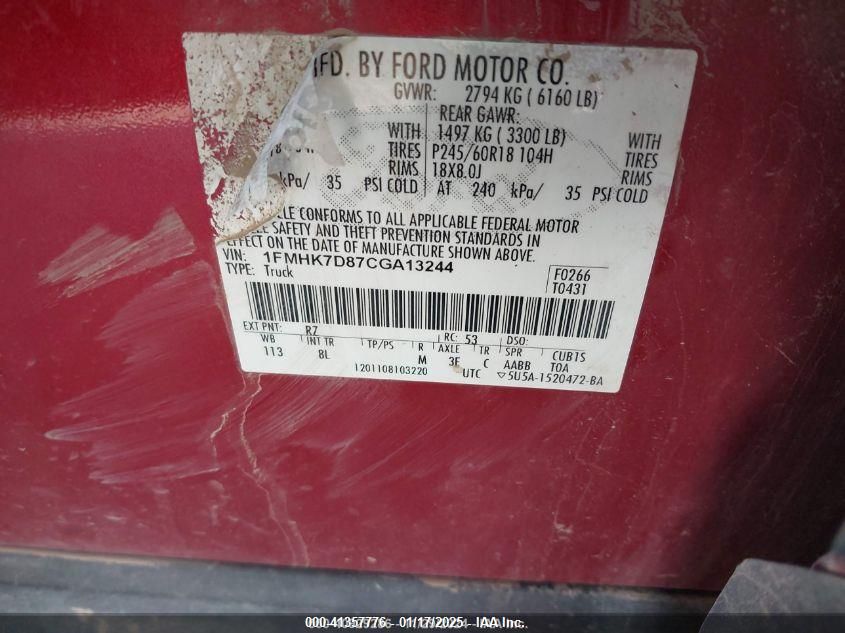 MFD. BY FORD MOTOR CO.
GVWR: 2794 KG ( 6160 LB)
REAR GAWR:
WITH 1497 KG ( 3300 LB) WITH
TIRES P245/60R18 104H TIRES
RIMS 18X8.0J RIMS
kPa/ 35 PSI COLD AT 240 kPa/ 35 PSI COLD
CONFORMS TO ALL APPLICABLE FEDERAL MOTOR
SAFETY AND THEFT PREVENTION STANDARDS IN
EFFECT ON THE DATE OF MANUFACTURE SHOWN ABOVE.
VIN: 1FMHK7D87CGA13244 F0266
TYPE: Truck T0431
EXT PNT: RZ RC: 53 DSO:
WB INT TR TP/PS R AXLE TR SPR CUBTS
113 8L M 3F C AABB TOA
1201108103220 UTC ▽5U5A-1520472-BA
000-41357776 - 01/17/2025 - IAA Inc.